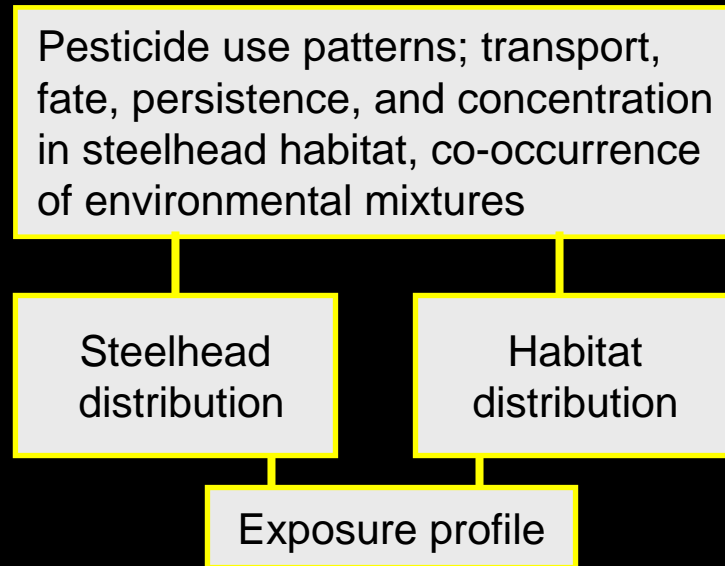 Pesticide use patterns; transport,
fate, persistence, and concentration
in steelhead habitat, co-occurrence
of environmental mixtures
Steelhead
distribution
Habitat
distribution
Exposure profile